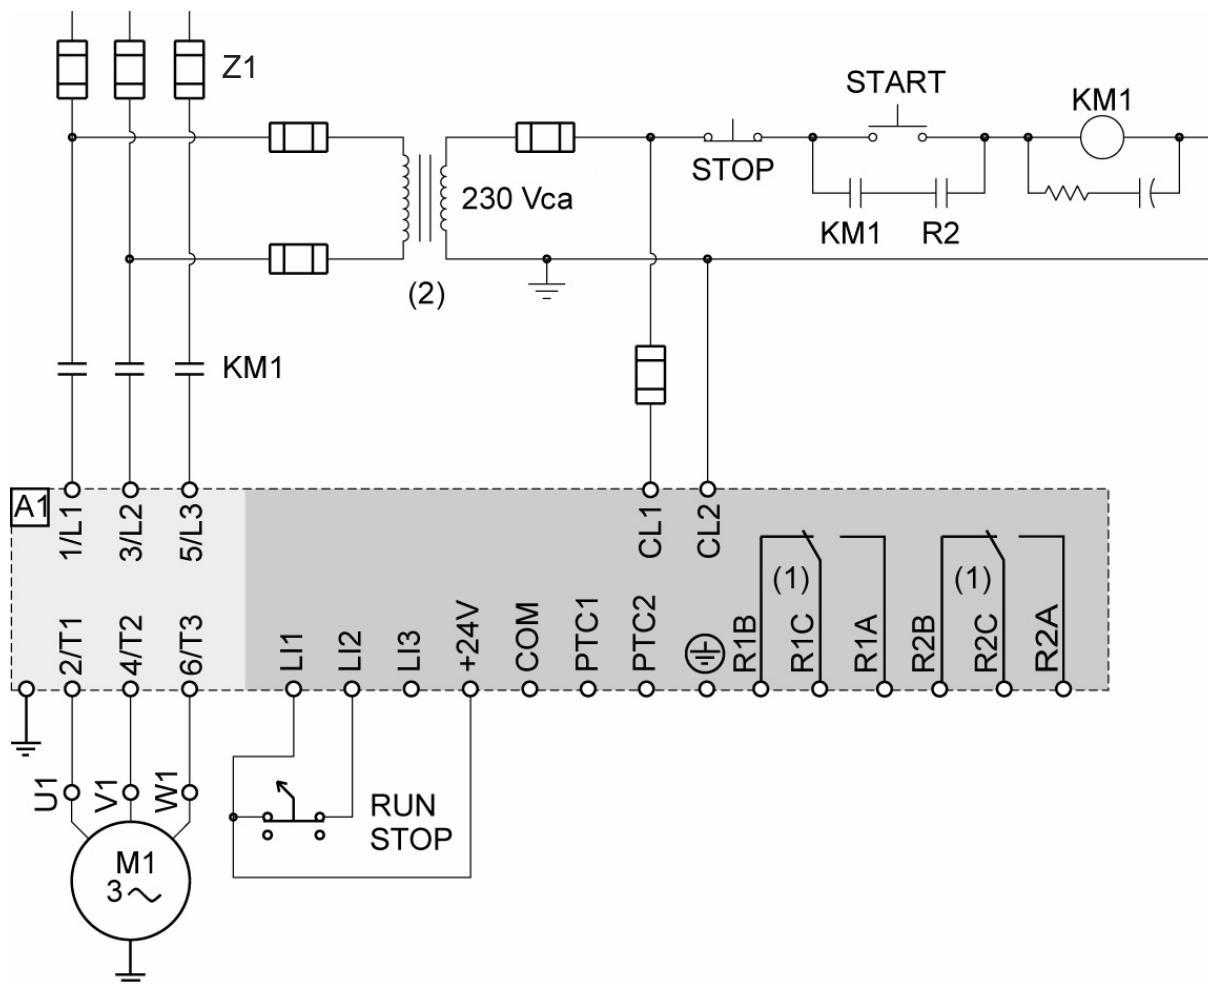 Z1
START
KM1
STOP
230 Vca
KM1
R2
(2)
KM1
A1
1/L1
3/L2
5/L3
CL1
CL2
(1)
(1)
2/T1
4/T2
6/T3
LI1
LI2
LI3
+24V
COM
PTC1
PTC2
R1B
R1C
R1A
R2B
R2C
R2A
U1
V1
W1
RUN
STOP
M1
3~